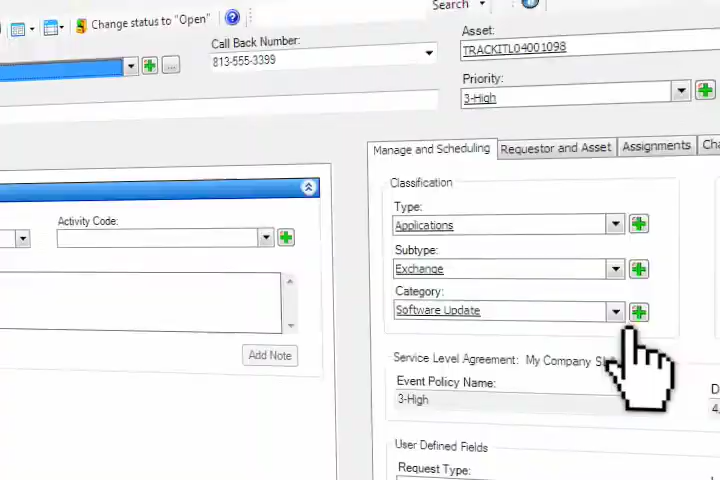 Search
Change status to "Open"
Call Back Number:
Asset:
813-555-3399
TRACKITL04001098
Priority:
3-High
Manage and Scheduling
Requestor and Asset
Assignments
Classification
Type:
Activity Code:
Applications
Subtype:
Exchange
Category:
Software Update
Add Note
Service Level Agreement: My Company
Event Policy Name:
3-High
User Defined Fields
Request Type: